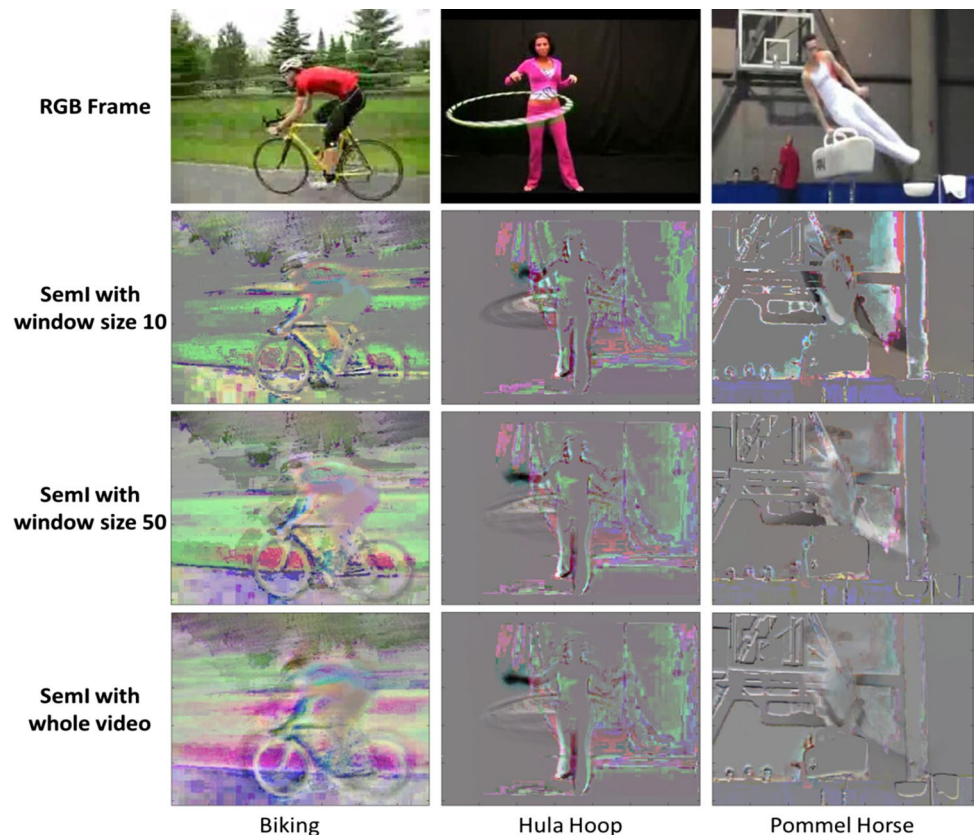 RGB Frame
SemI with
window size 10
SemI with
window size 50
SemI with
whole video
Biking
Hula Hoop
Pommel Horse